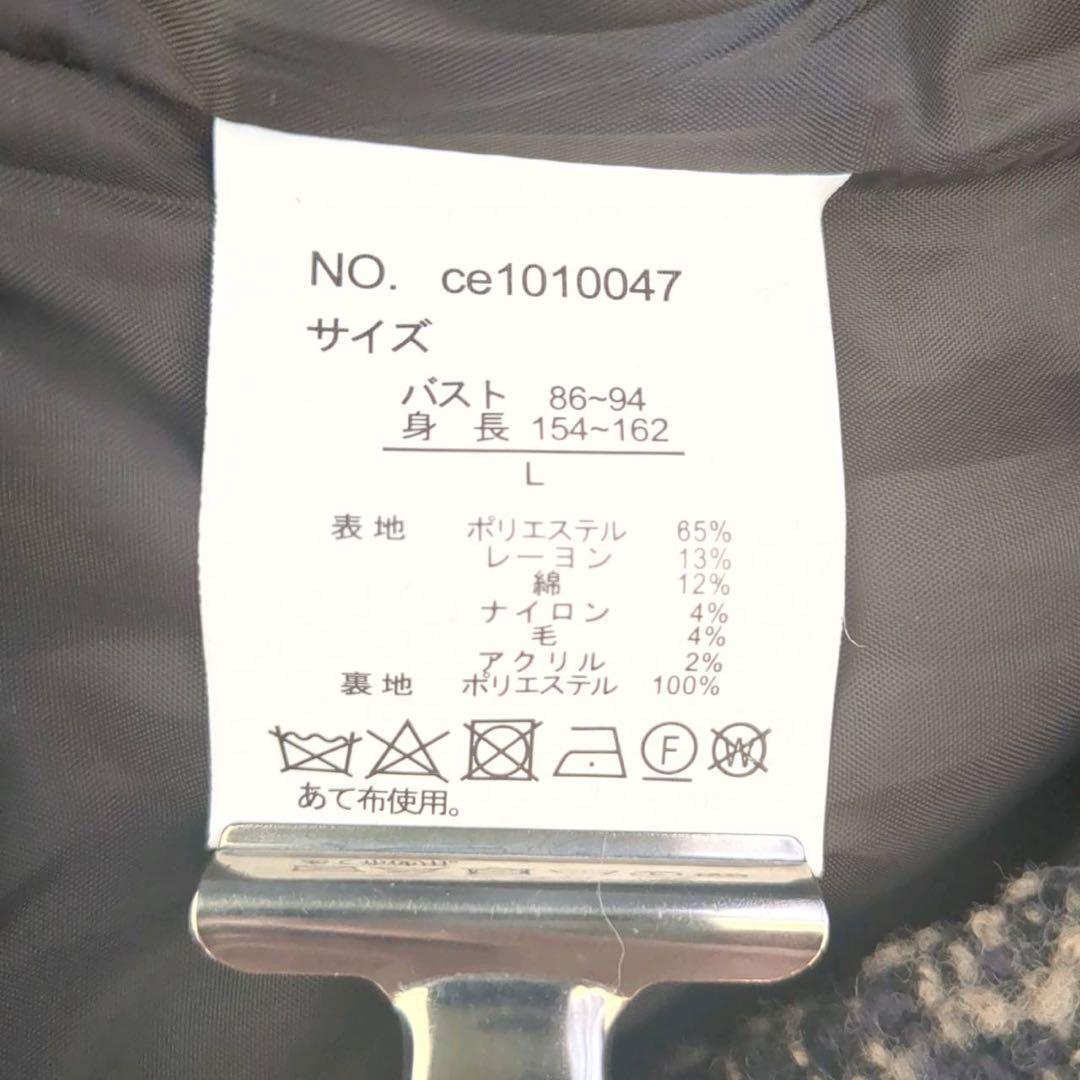 NO. ce1010047
サイズ
バスト 86~94
身 長 154~162
L
表地 ポリエステル 65%
レーヨン 13%
綿 12%
ナイロン 4%
毛 4%
アクリル 2%
裏地 ポリエステル 100%
F W
あて布使用。